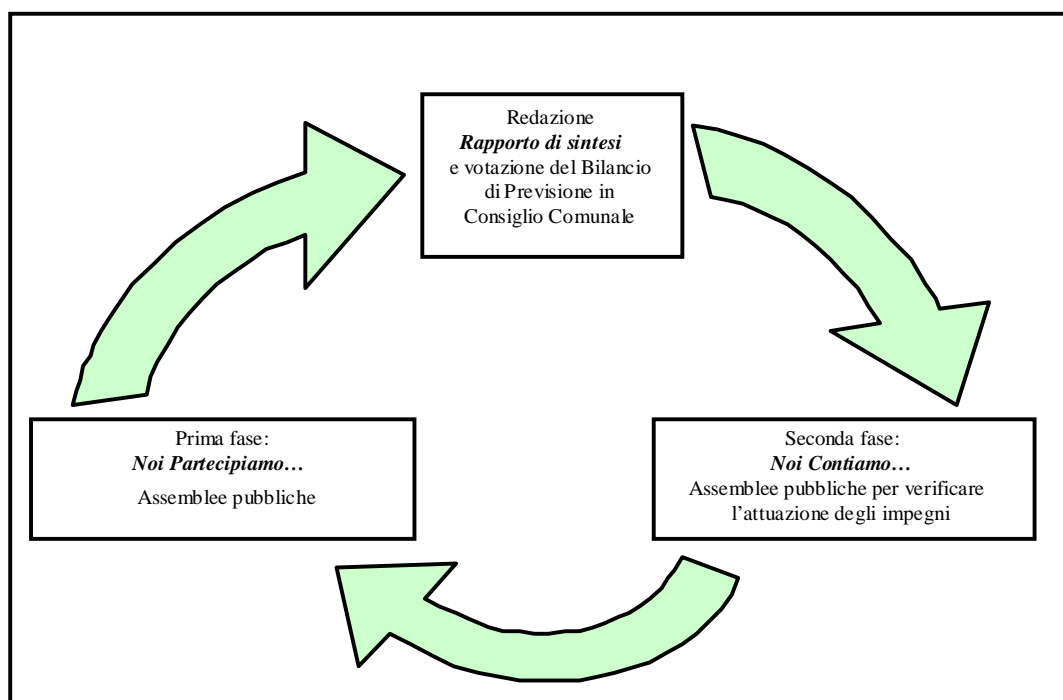 Redazione
Rapporto di sintesi
e votazione del Bilancio
di Previsione in
Consiglio Comunale
Prima fase:
Noi Partecipiamo…
Assemblee pubbliche
Seconda fase:
Noi Contiamo…
Assemblee pubbliche per verificare
l’attuazione degli impegni